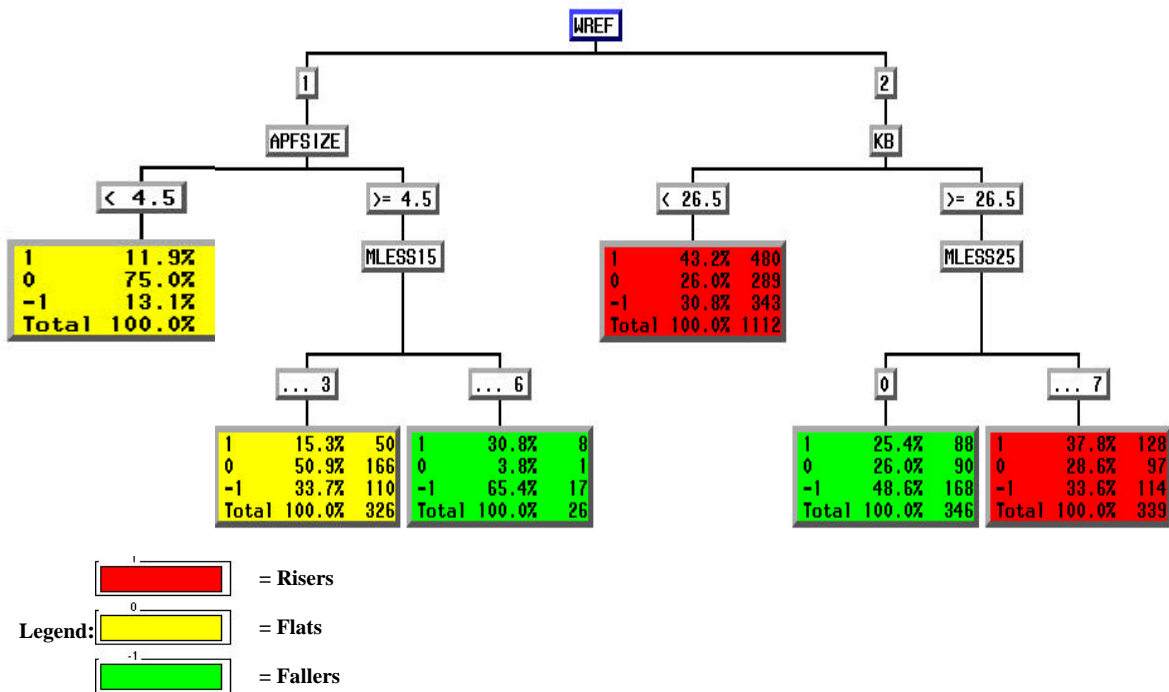 WREF
1
2
APFSIZE
KB
< 4.5
>= 4.5
< 26.5
>= 26.5
1 11.9%
0 75.0%
-1 13.1%
Total 100.0%
MLESS15
1 43.2% 480
0 26.0% 289
-1 30.8% 343
Total 100.0% 1112
MLESS25
... 3
... 6
0
... 7
1 15.3% 50
0 50.9% 166
-1 33.7% 110
Total 100.0% 326
1 30.8% 8
0 3.8% 1
-1 65.4% 17
Total 100.0% 26
1 25.4% 88
0 26.0% 90
-1 48.6% 168
Total 100.0% 346
1 37.8% 128
0 28.6% 97
-1 33.6% 114
Total 100.0% 339
1
= Risers
Legend:
0
= Flats
-1
= Fallers